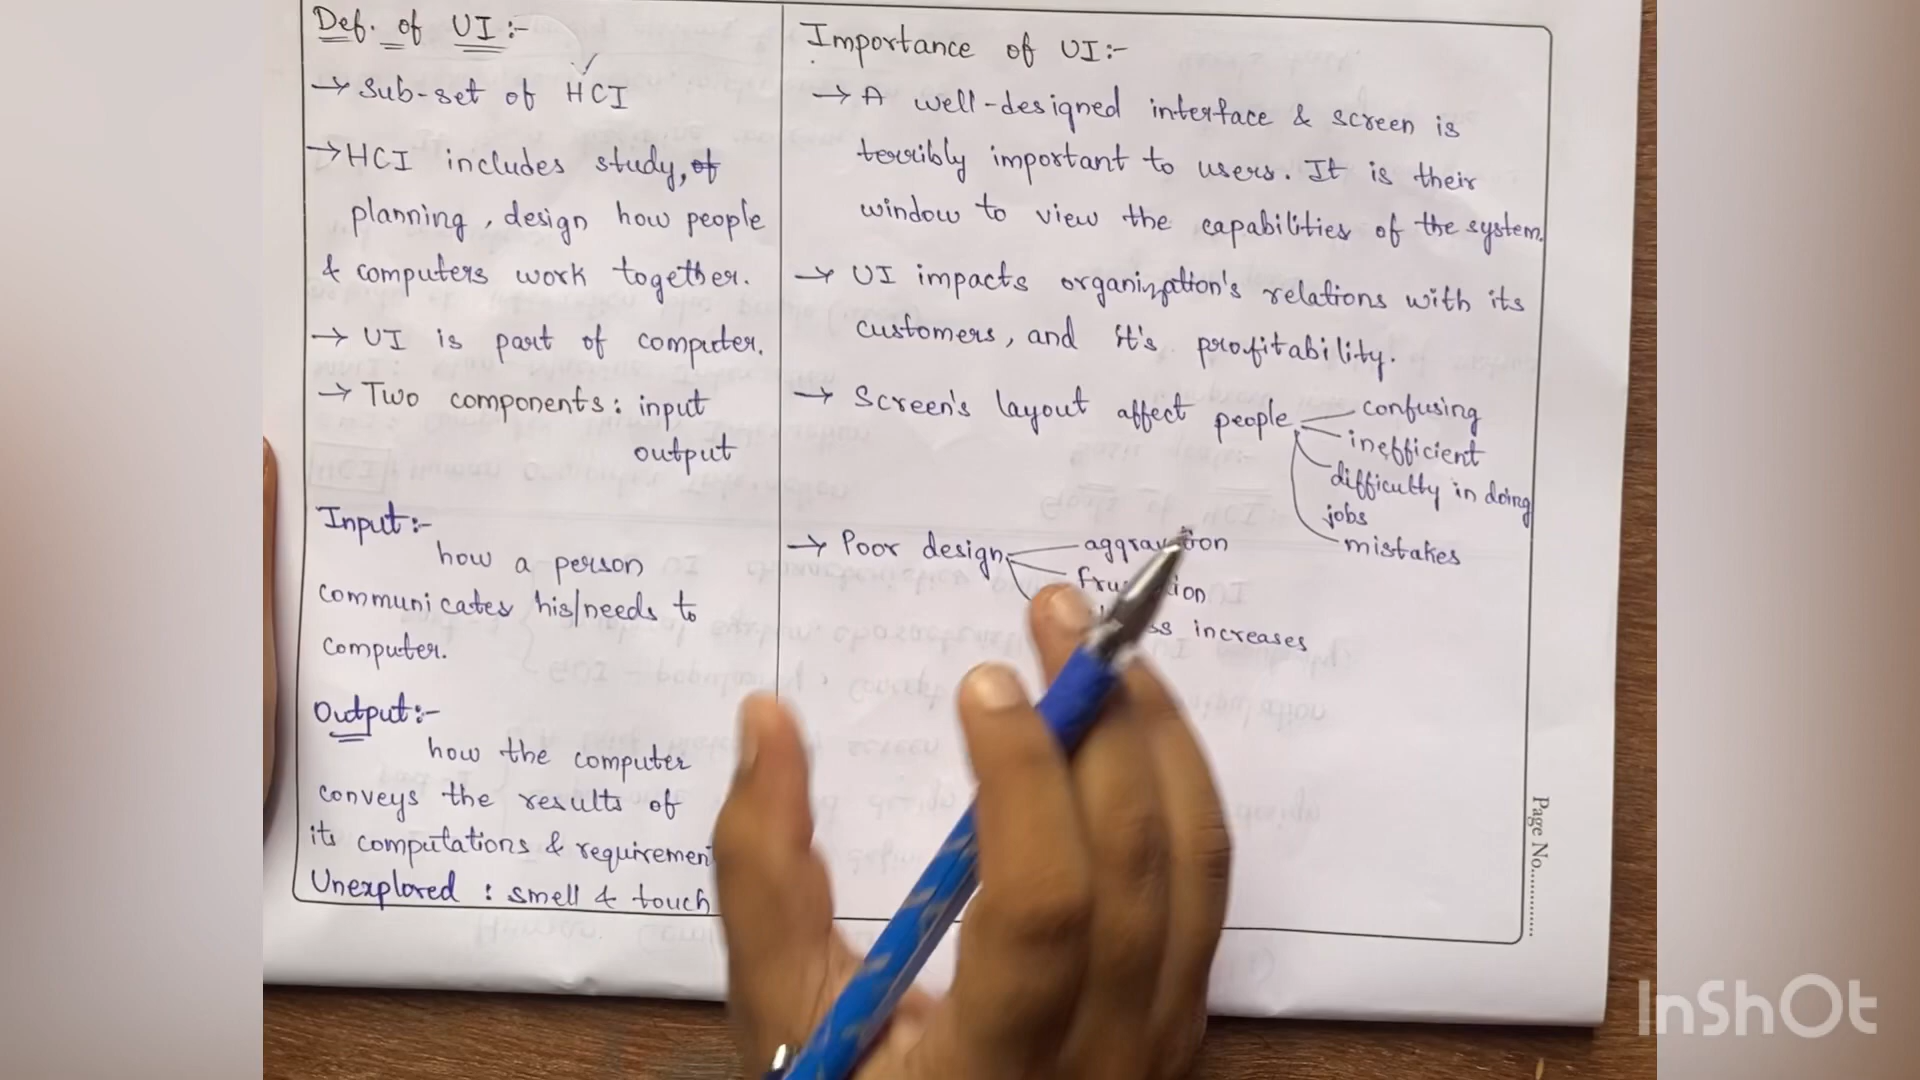 Def. of UI :-
→ Sub-set of HCI
→ HCI includes study, of
planning, design how people
& computers work together.
→ UI is part of computer.
→ Two components : input
output
Input :-
how a person
communicates his/needs to
computer.
Output :-
how the computer
conveys the results of
its computations & requiremen
Unexplored : smell & touch
Importance of UI :-
→ A well-designed interface & screen is
terribly important to users. It is their
window to view the capabilities of the system.
→ UI impacts organization's relations with its
customers, and it's profitability.
→ Screen's layout affect people
confusing
inefficient
difficulty in doing
jobs
mistakes
→ Poor design
increases
Page No.............
InShOt